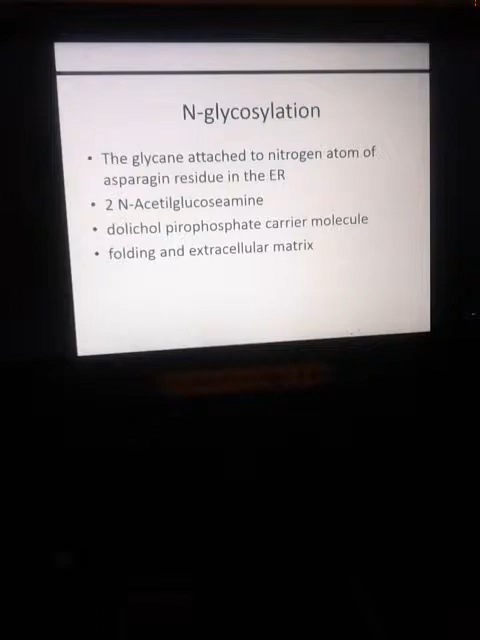 N-glycosylation
• The glycane attached to nitrogen atom of
asparagin residue in the ER
• 2 N-Acetilglucoseamine
• dolichol pirophosphate carrier molecule
• folding and extracellular matrix